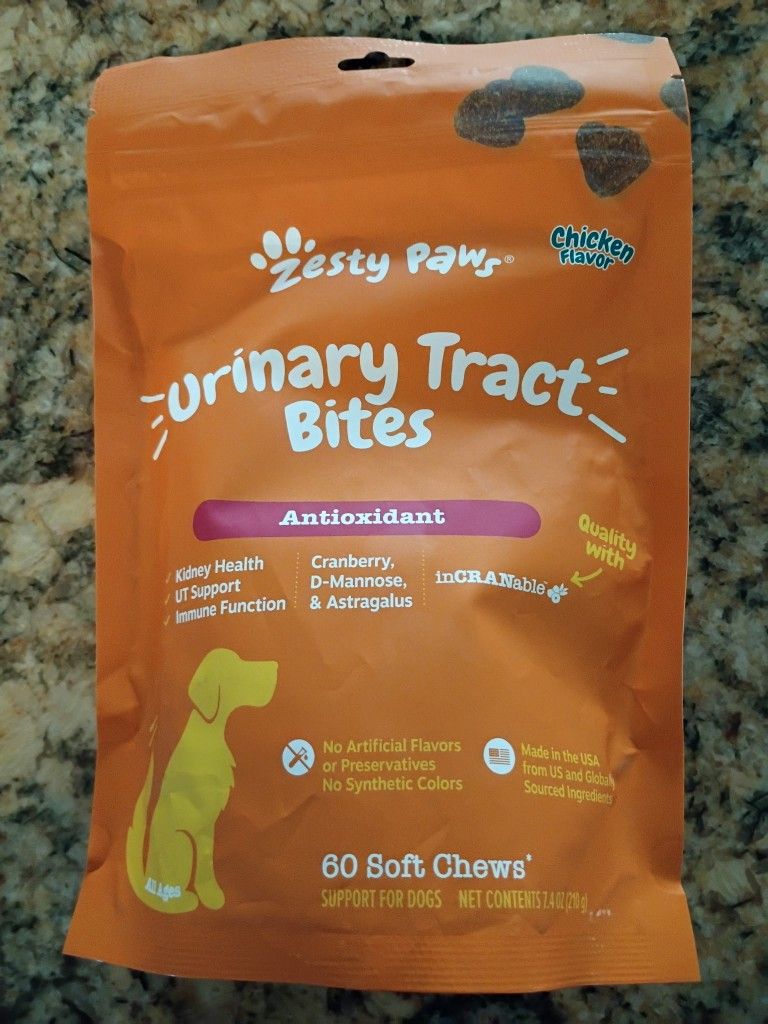 Zesty Paws®
Chicken
Flavor
Urinary Tract
Bites
Antioxidant
Kidney Health
UT Support
Immune Function
Cranberry,
D-Mannose,
& Astragalus
Quality
with
inCRANable™
No Artificial Flavors
or Preservatives
No Synthetic Colors
Made in the USA
from US and Globally
Sourced Ingredients
All Ages
60 Soft Chews*
SUPPORT FOR DOGS NET CONTENTS 7.4 OZ (210 g)